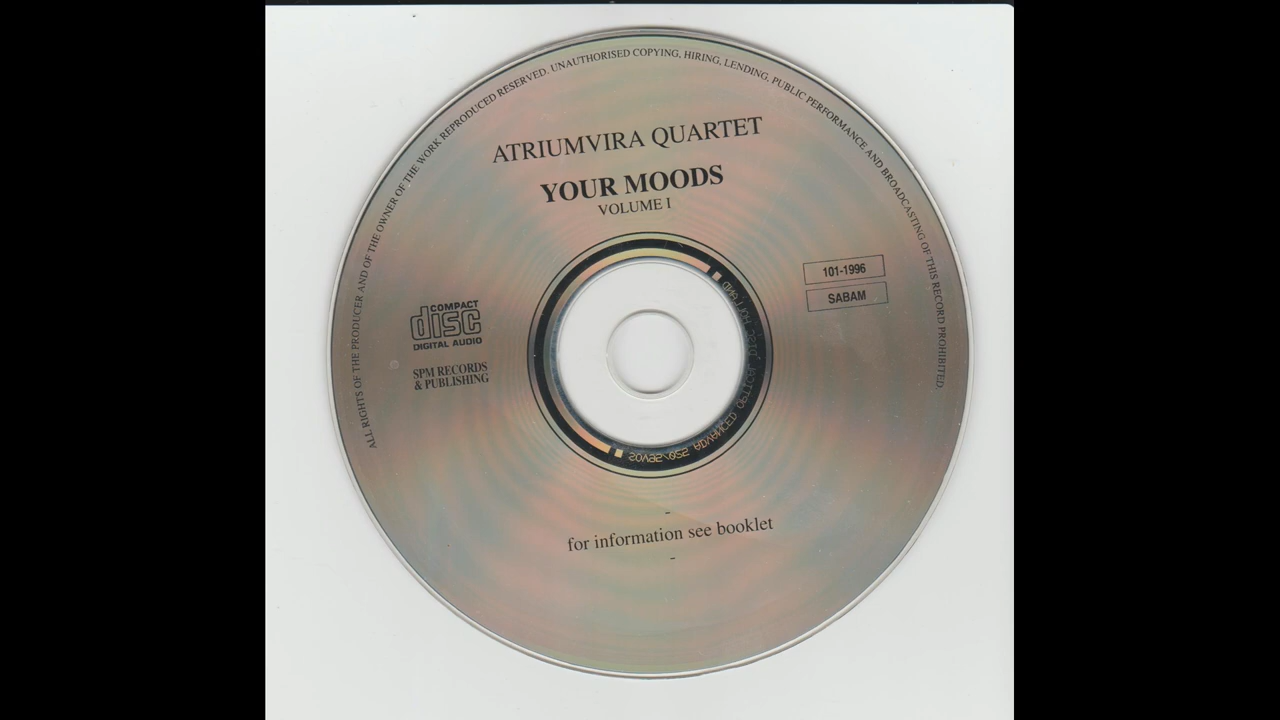 ALL RIGHTS OF THE PRODUCER AND OF THE OWNER OF THE WORK REPRODUCED RESERVED. UNAUTHORISED COPYING, HIRING, LENDING, PUBLIC PERFORMANCE AND BROADCASTING OF THIS RECORD PROHIBITED.
ATRIUMVIRA QUARTET
YOUR MOODS
VOLUME I
101-1996
SABAM
COMPACT
disc
DIGITAL AUDIO
SPM RECORDS
& PUBLISHING
-
for information see booklet
-